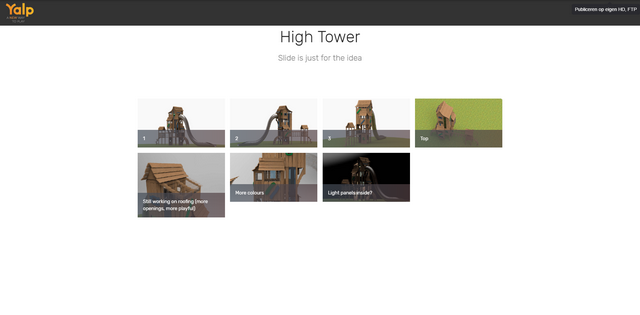 Yalp
Publiceren op eigen HD, FTP
High Tower
Slide is just for the idea
1
2
3
Top
Still working on roofing (more
openings, more playful)
More colours
Light panels inside?